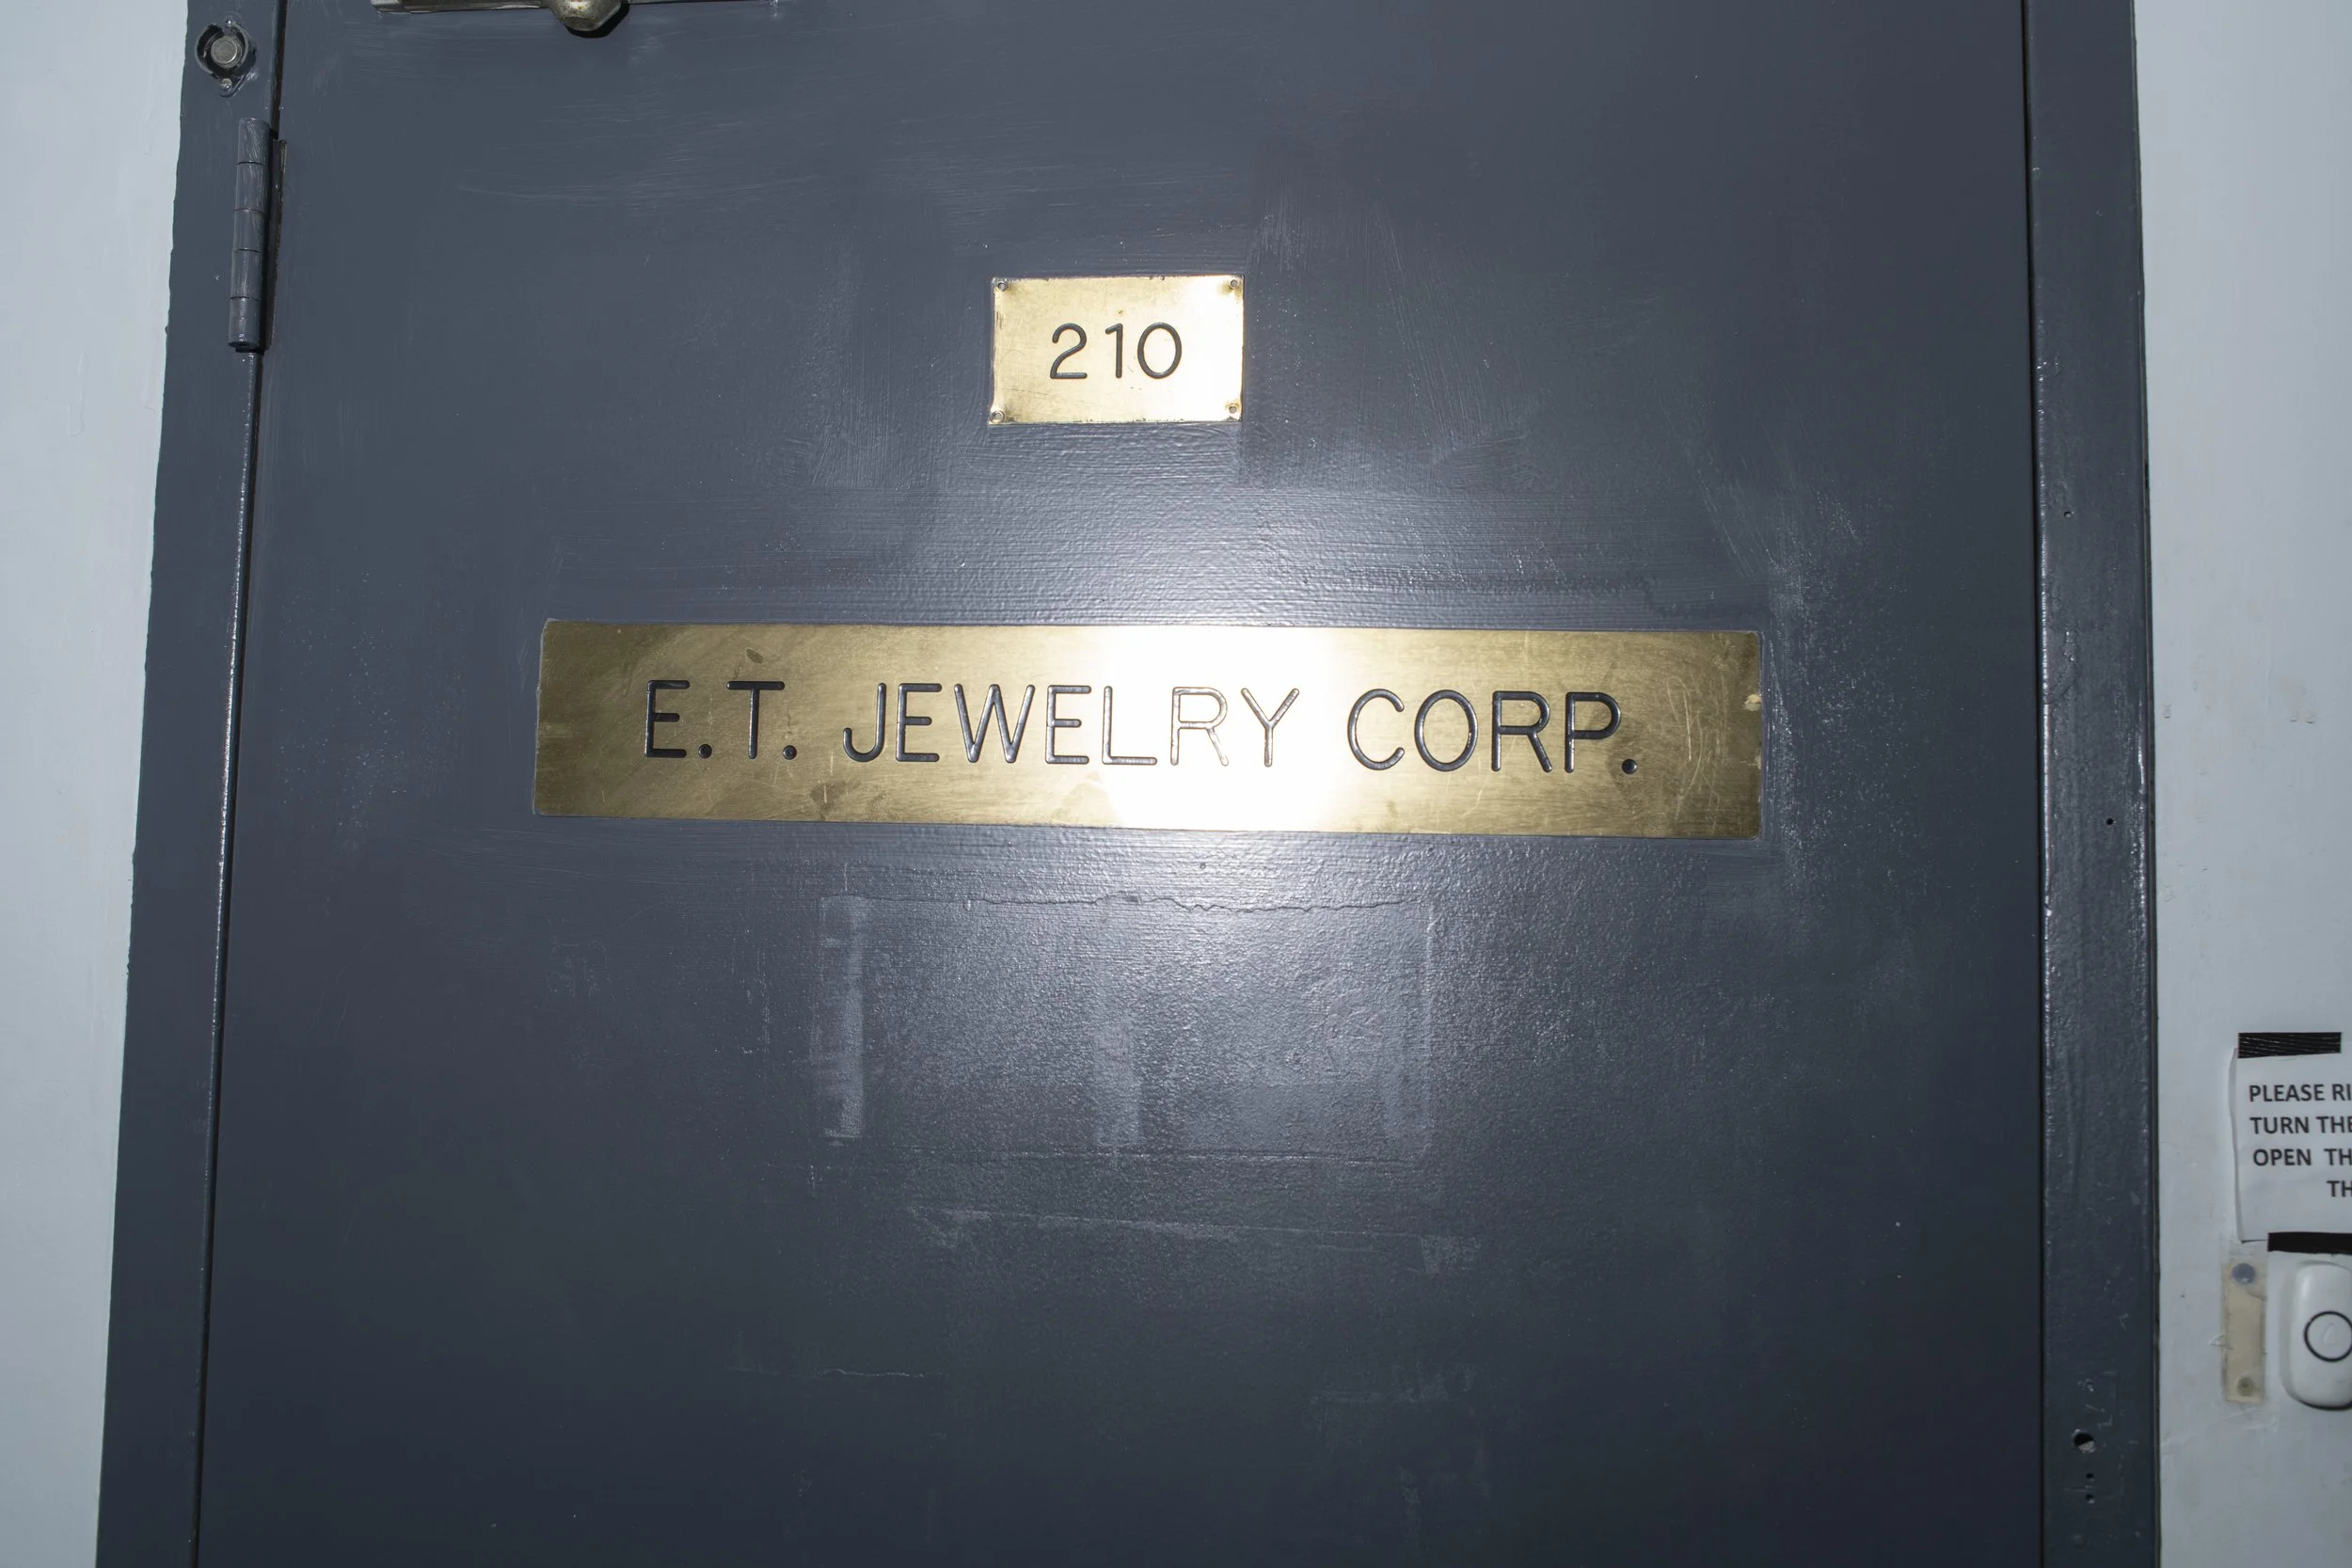 210
E.T. JEWELRY CORP.
PLEASE
TURN
OPEN